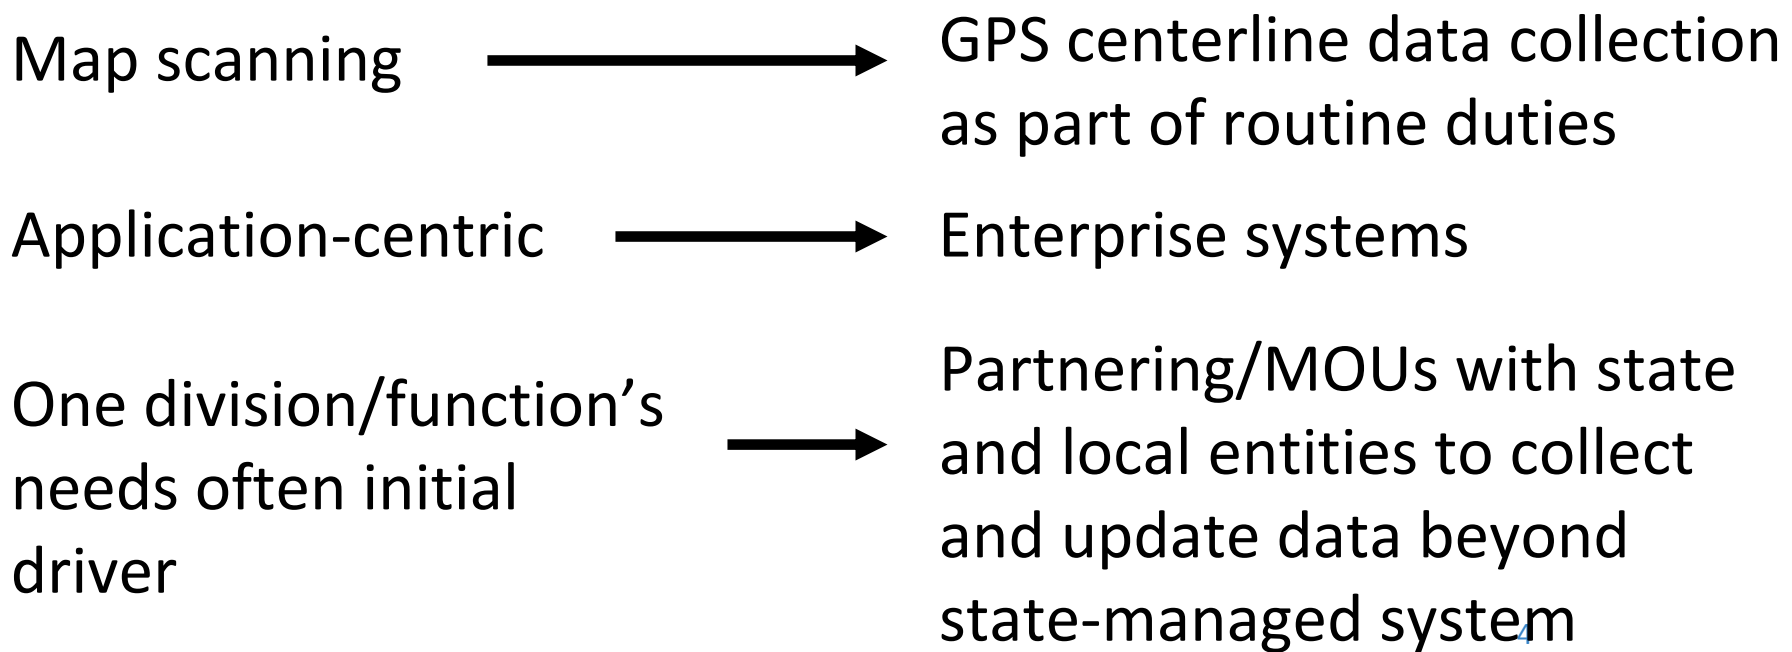 Map scanning
GPS centerline data collection
as part of routine duties
Application-centric
Enterprise systems
One division/function’s
needs often initial
driver
Partnering/MOUs with state
and local entities to collect
and update data beyond
state-managed system
4